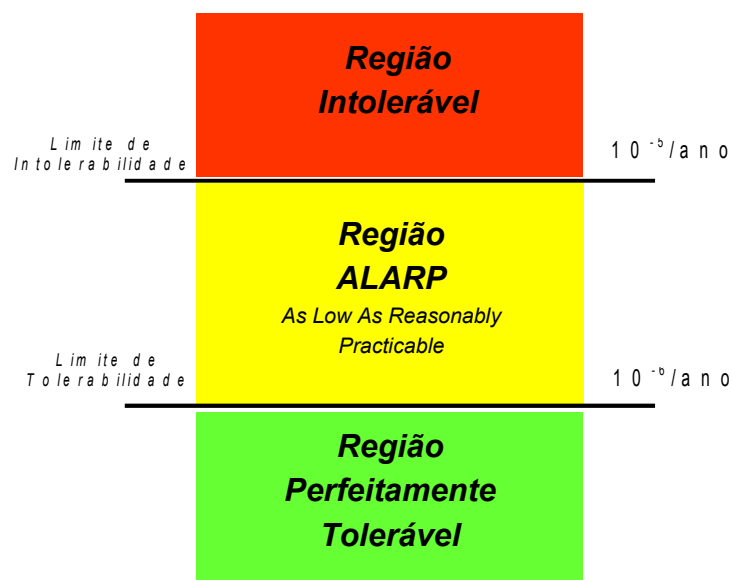 Região
Intolerável
Limite de
Intolerabilidade
10⁻⁵/ano
Região
ALARP
As Low As Reasonably
Practicable
Limite de
Tolerabilidade
10⁻⁶/ano
Região
Perfeitamente
Tolerável